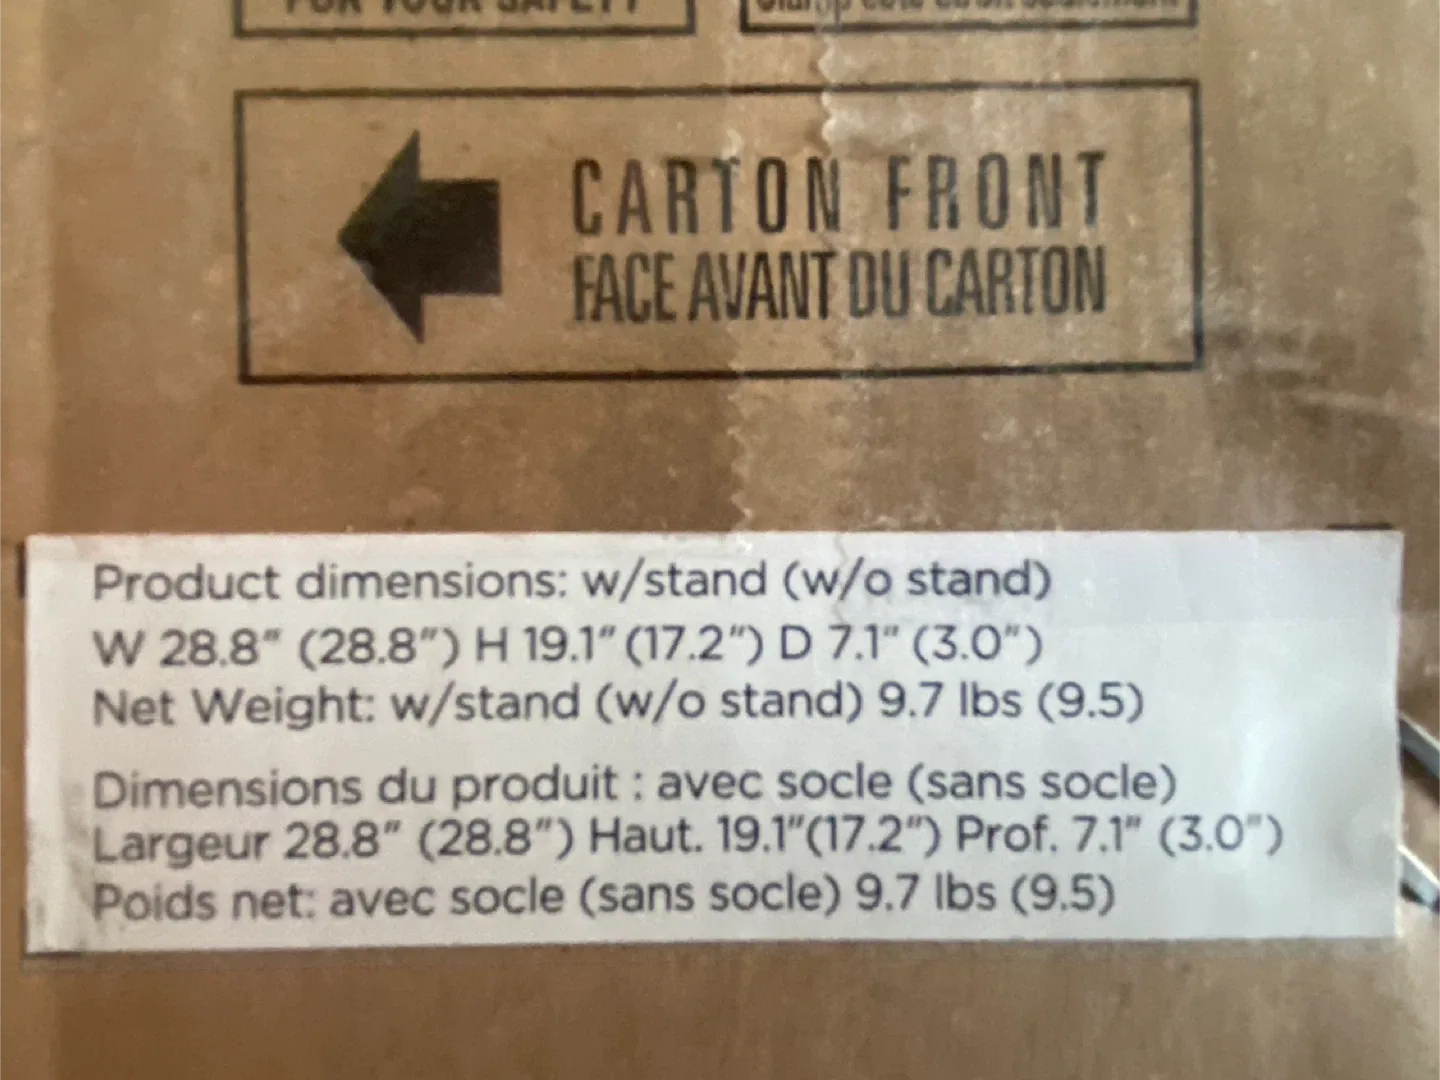 FOR YOUR SAFETY
CARTON FRONT
FACE AVANT DU CARTON
Product dimensions: w/stand (w/o stand)
W 28.8" (28.8") H 19.1" (17.2") D 7.1" (3.0")
Net Weight: w/stand (w/o stand) 9.7 lbs (9.5)
Dimensions du produit : avec socle (sans socle)
Largeur 28.8" (28.8") Haut. 19.1"(17.2") Prof. 7.1" (3.0")
Poids net: avec socle (sans socle) 9.7 lbs (9.5)